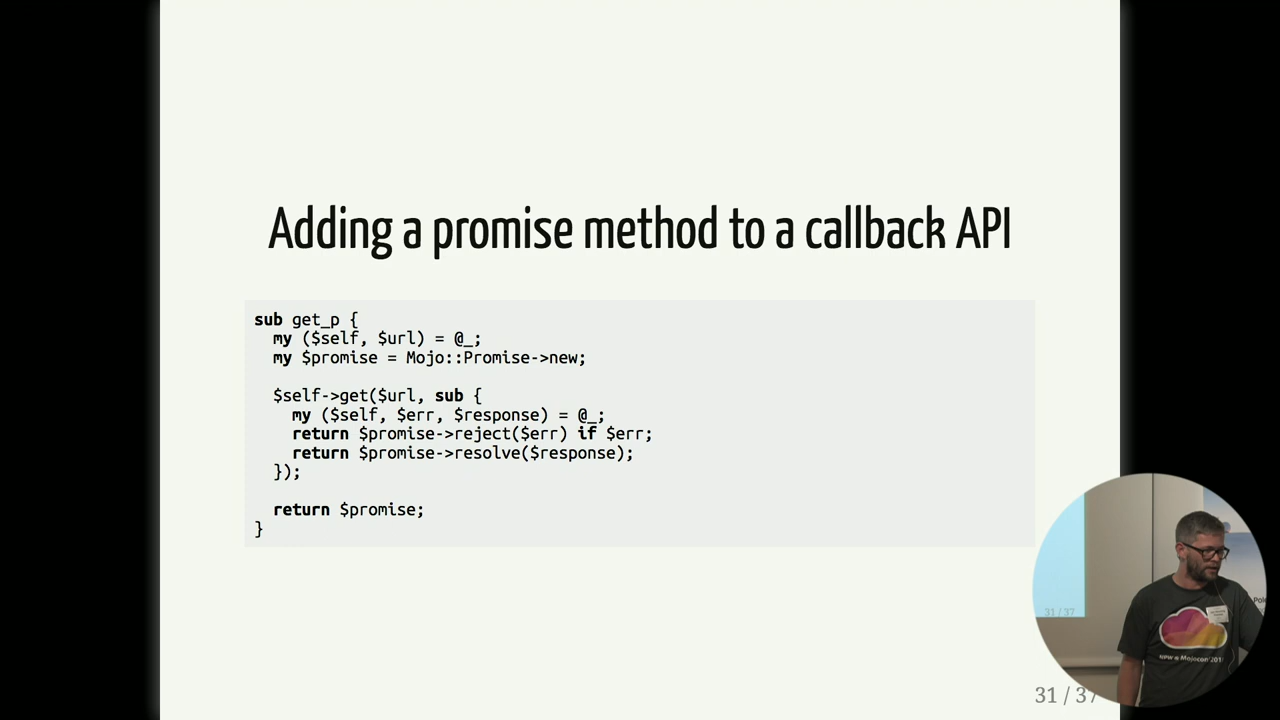 Adding a promise method to a callback API
sub get_p {
  my ($self, $url) = @_;
  my $promise = Mojo::Promise->new;
  $self->get($url, sub {
    my ($self, $err, $response) = @_;
    return $promise->reject($err) if $err;
    return $promise->resolve($response);
  });
  return $promise;
}
31 / 37
31 / 37